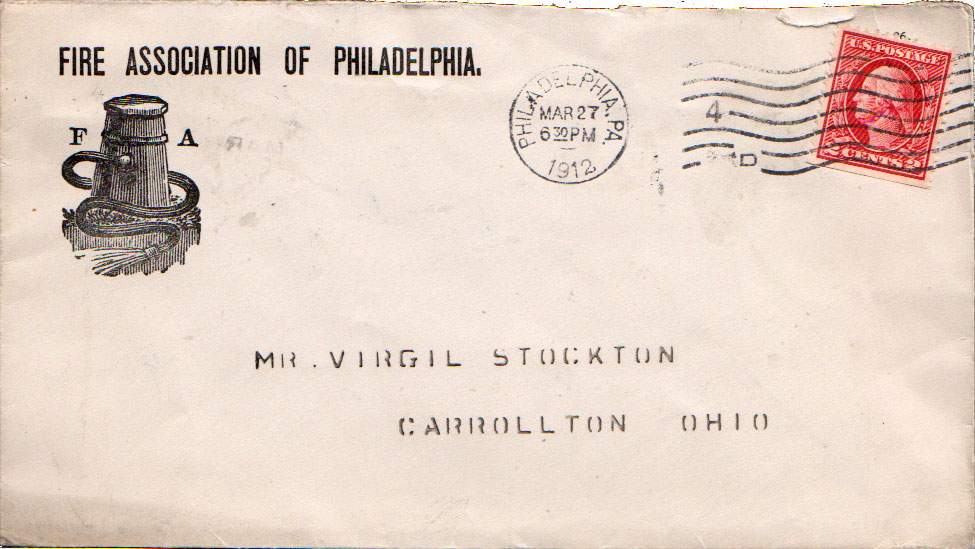 FIRE ASSOCIATION OF PHILADELPHIA.
F A
PHILADELPHIA, PA.
MAR 27
6 30 PM
1912
4
D
U.S. POSTAGE
2 CENTS 2
MR. VIRGIL STOCKTON
CARROLLTON OHIO